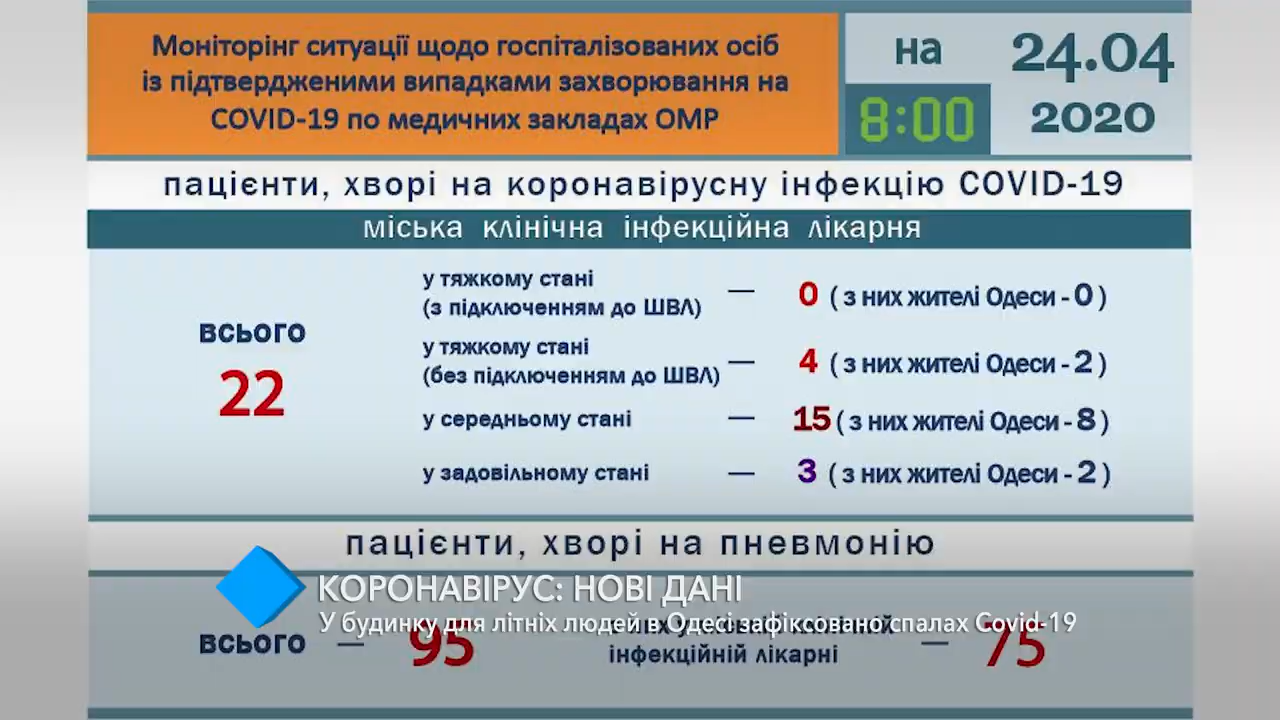 Моніторінг ситуації щодо госпіталізованих осіб
із підтвердженими випадками захворювання на
COVID-19 по медичних закладах ОМР
на
8:00
24.04
2020
пацієнти, хворі на коронавірусну інфекцію COVID-19
міська клінічна інфекційна лікарня
всього
22
у тяжкому стані
(з підключенням до ШВЛ) — 0 ( з них жителі Одеси - 0 )
у тяжкому стані
(без підключенням до ШВЛ) — 4 ( з них жителі Одеси - 2 )
у середньому стані — 15 ( з них жителі Одеси - 8 )
у задовільному стані — 3 ( з них жителі Одеси - 2 )
пацієнти, хворі на пневмонію
КОРОНАВІРУС: НОВІ ДАНІ
У будинку для літніх людей в Одесі зафіксовано спалах Covid-19
всього — 95
інфекційній лікарні — 75